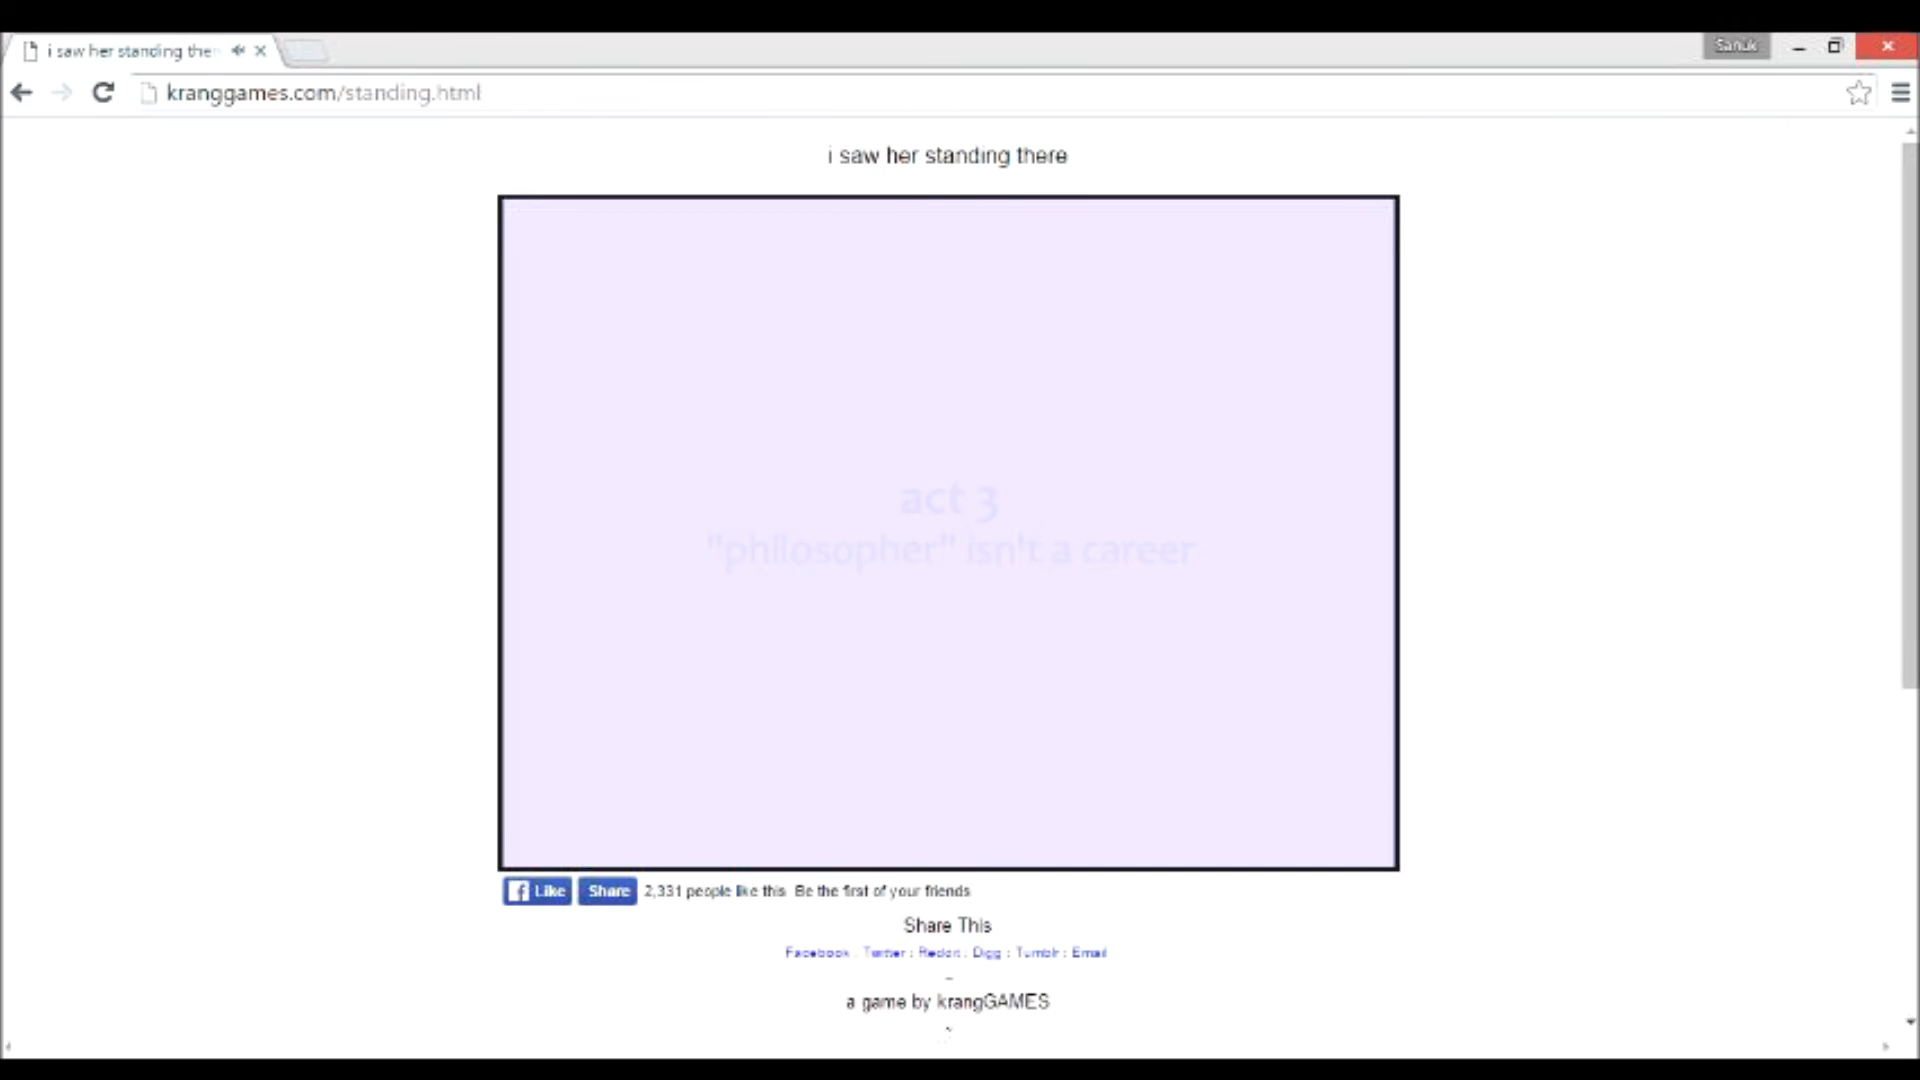 i saw her standing the
Sanuk
kranggames.com/standing.html
i saw her standing there
act 3
"philosopher" isn't a career
Like Share 2,331 people like this. Be the first of your friends
Share This
Facebook : Twitter : Reddit : Digg : Tumblr : Email
a game by krangGAMES